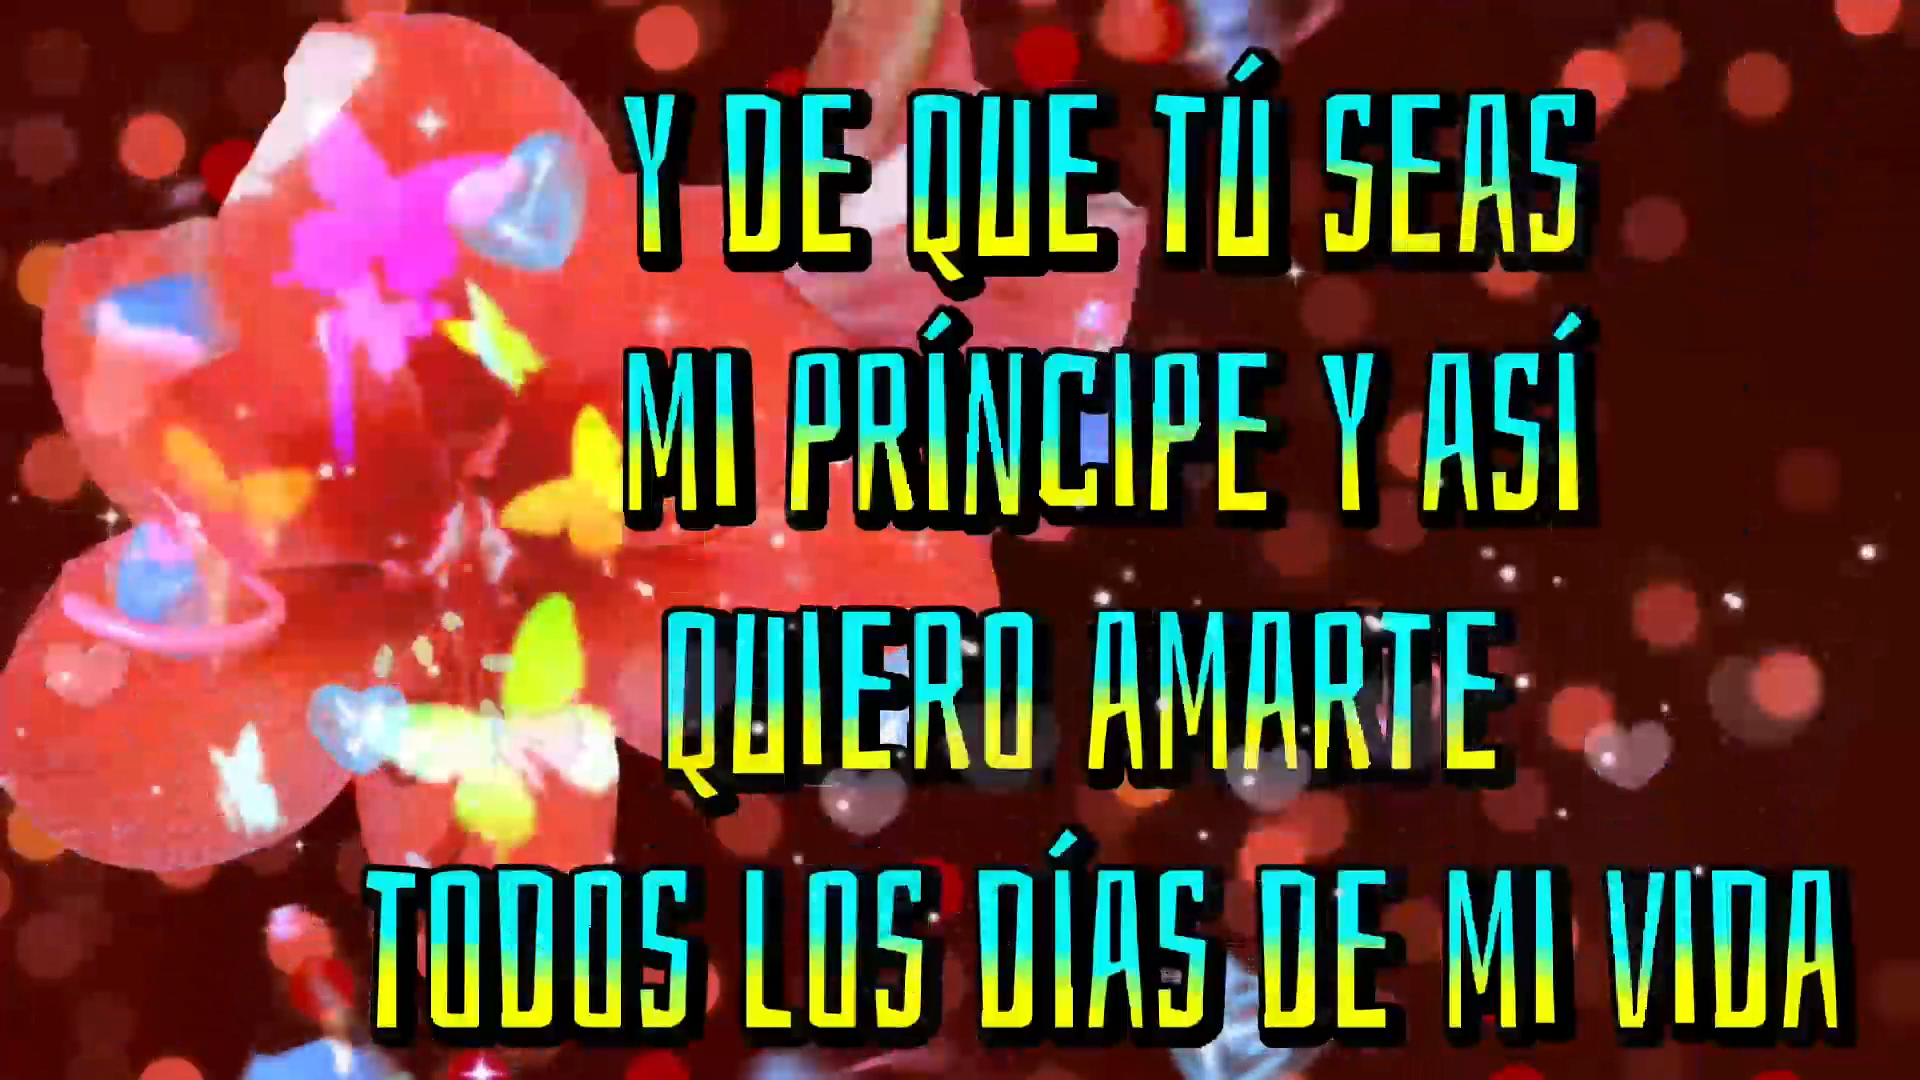 Y DE QUE TÚ SEAS
MI PRÍNCIPE Y ASÍ
QUIERO AMARTE
TODOS LOS DÍAS DE MI VIDA